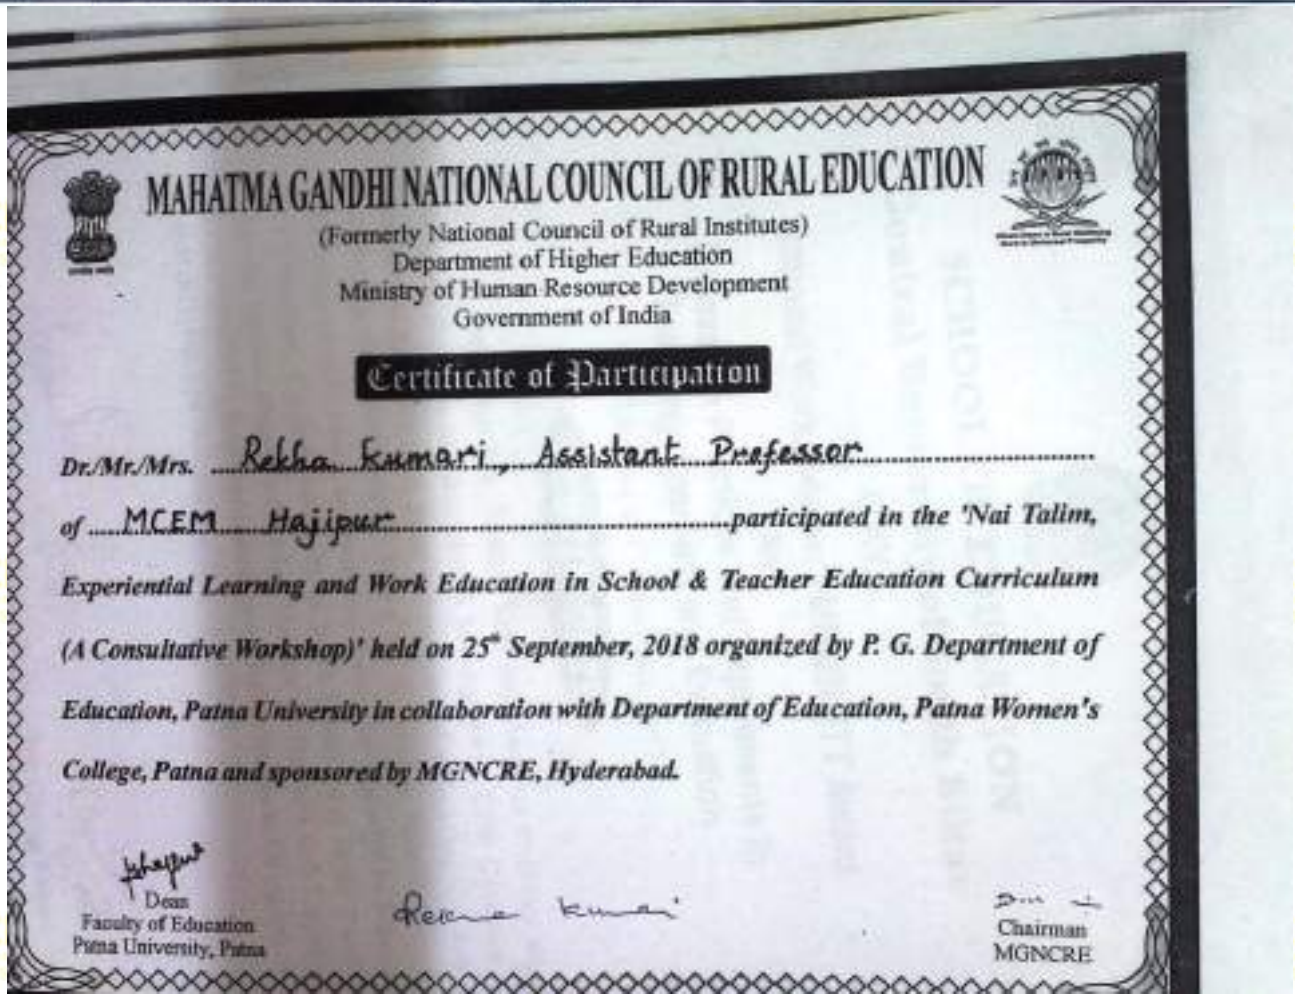 MAHATMA GANDHI NATIONAL COUNCIL OF RURAL EDUCATION
(Formerly National Council of Rural Institutes)
Department of Higher Education
Ministry of Human Resource Development
Government of India
Certificate of Participation
Dr./Mr./Mrs. Rekha Kumari, Assistant Professor
of MCEM Hajipur participated in the 'Nai Talim,
Experiential Learning and Work Education in School & Teacher Education Curriculum
(A Consultative Workshop)' held on 25th September, 2018 organized by P. G. Department of
Education, Patna University in collaboration with Department of Education, Patna Women's
College, Patna and sponsored by MGNCRE, Hyderabad.
Dean
Faculty of Education
Patna University, Patna
Rekha Kumari
Chairman
MGNCRE